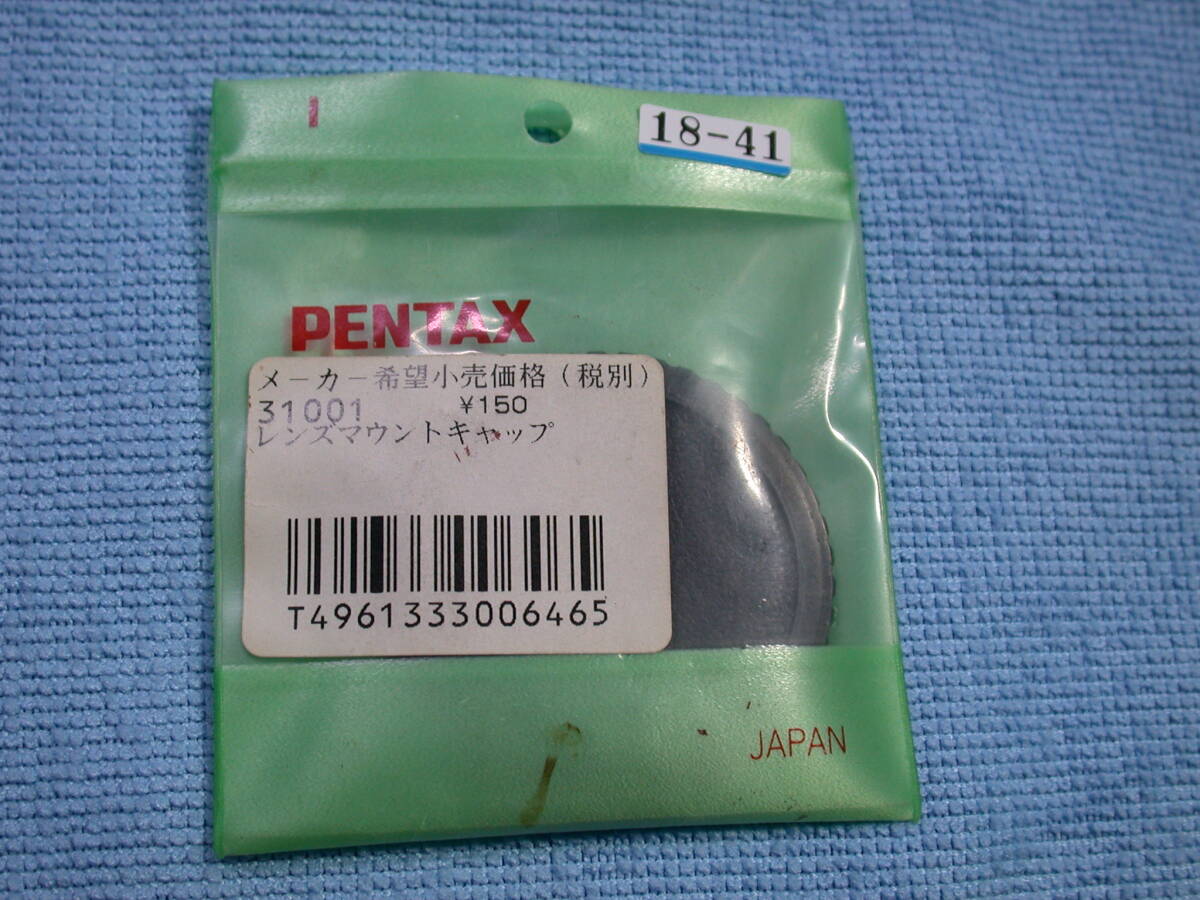 18-41
PENTAX
メーカー希望小売価格(税別)
31001 ¥150
レンズマウントキャップ
T4961333006465
JAPAN